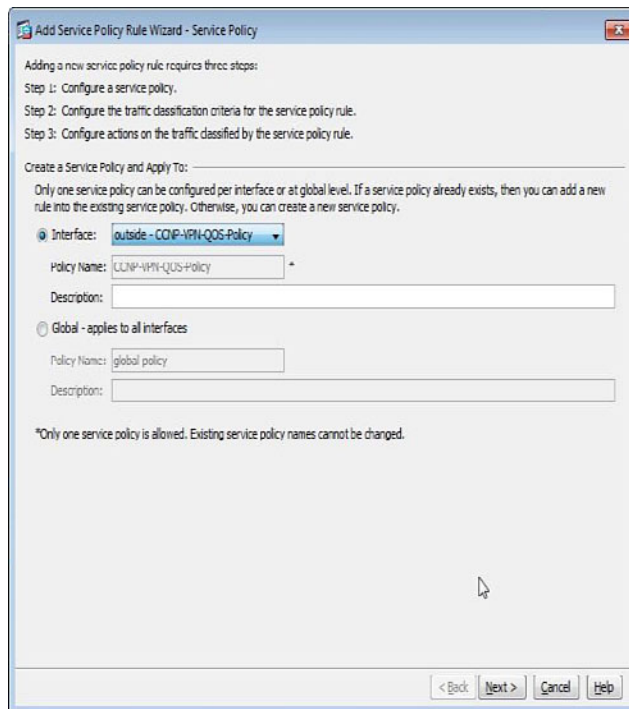 Add Service Policy Rule Wizard - Service Policy
Adding a new service policy rule requires three steps:
Step 1: Configure a service policy.
Step 2: Configure the traffic classification criteria for the service policy rule.
Step 3: Configure actions on the traffic classified by the service policy rule.
Create a Service Policy and Apply To:
Only one service policy can be configured per interface or at global level. If a service policy already exists, then you can add a new
rule into the existing service policy. Otherwise, you can create a new service policy.
Interface: outside - CCNP-VPN-QOS-Policy
Policy Name: CCNP-VPN-QOS-Policy *
Description:
Global - applies to all interfaces
Policy Name: global policy
Description:
*Only one service policy is allowed. Existing service policy names cannot be changed.
< Back Next > Cancel Help